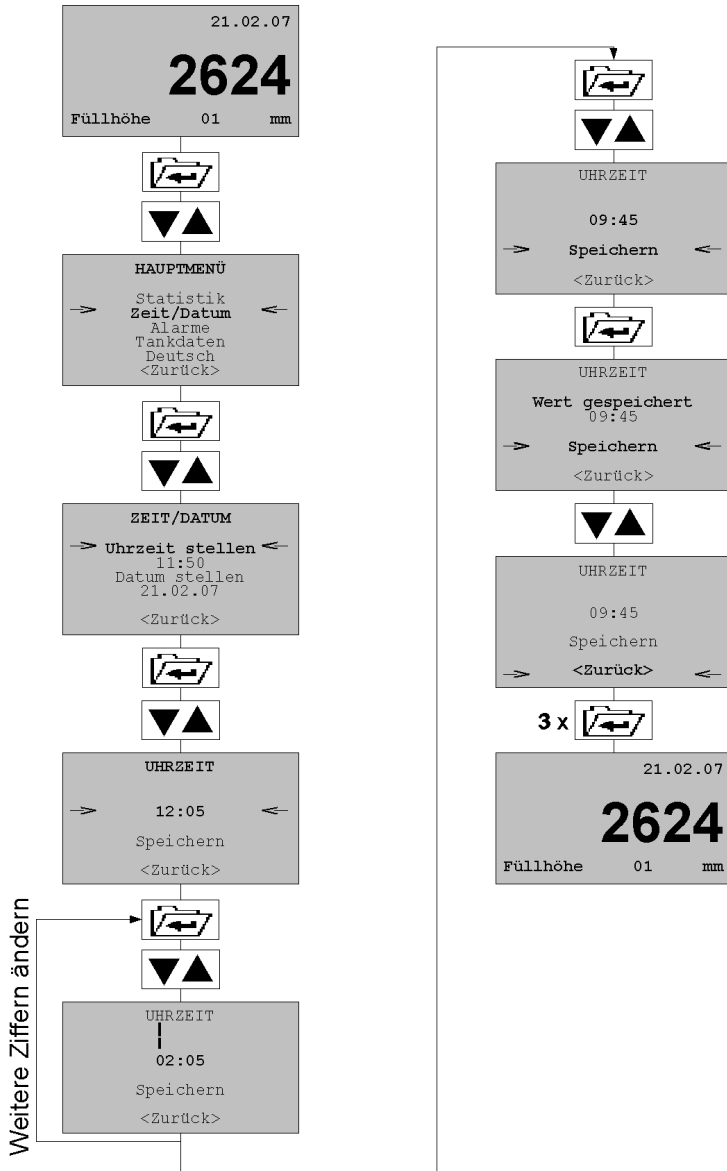 21.02.07
2624
Füllhöhe 01 mm
HAUPTMENÜ
Statistik
Zeit/Datum
Alarme
Tankdaten
Deutsch
<Zurück>
ZEIT/DATUM
Uhrzeit stellen
11:50
Datum stellen
21.02.07
<Zurück>
UHRZEIT
12:05
Speichern
<Zurück>
Weitere Ziffern ändern
UHRZEIT
02:05
Speichern
<Zurück>
UHRZEIT
09:45
Speichern
<Zurück>
UHRZEIT
Wert gespeichert
09:45
Speichern
<Zurück>
UHRZEIT
09:45
Speichern
<Zurück>
3 x
21.02.07
2624
Füllhöhe 01 mm